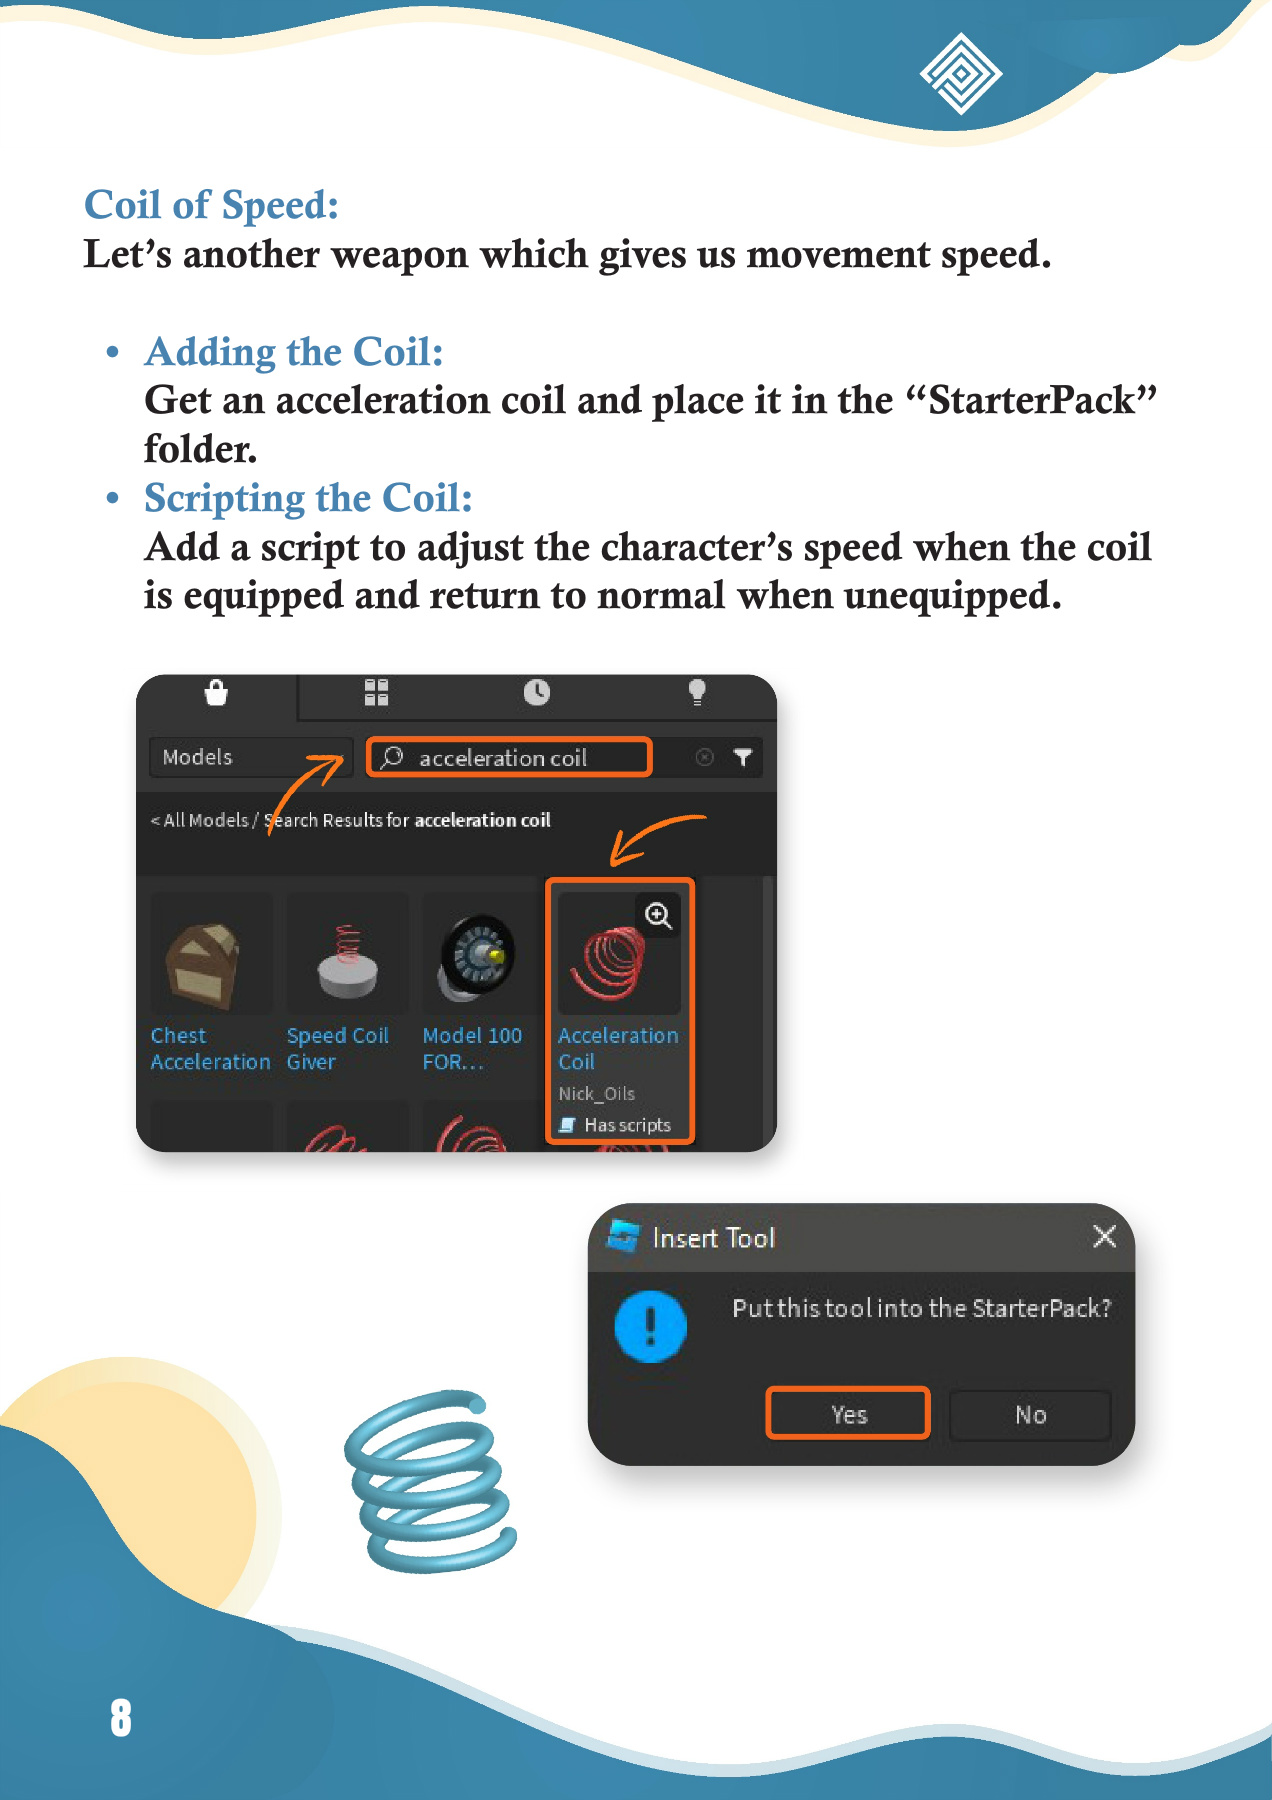 Coil of Speed:
Let’s another weapon which gives us movement speed.
• Adding the Coil:
Get an acceleration coil and place it in the “StarterPack”
folder.
• Scripting the Coil:
Add a script to adjust the character’s speed when the coil
is equipped and return to normal when unequipped.
Models
acceleration coil
< All Models / Search Results for acceleration coil
Chest
Acceleration
Speed Coil
Giver
Model 100
FOR...
Acceleration
Coil
Nick_Oils
Has scripts
Insert Tool
Put this tool into the StarterPack?
Yes
No
8